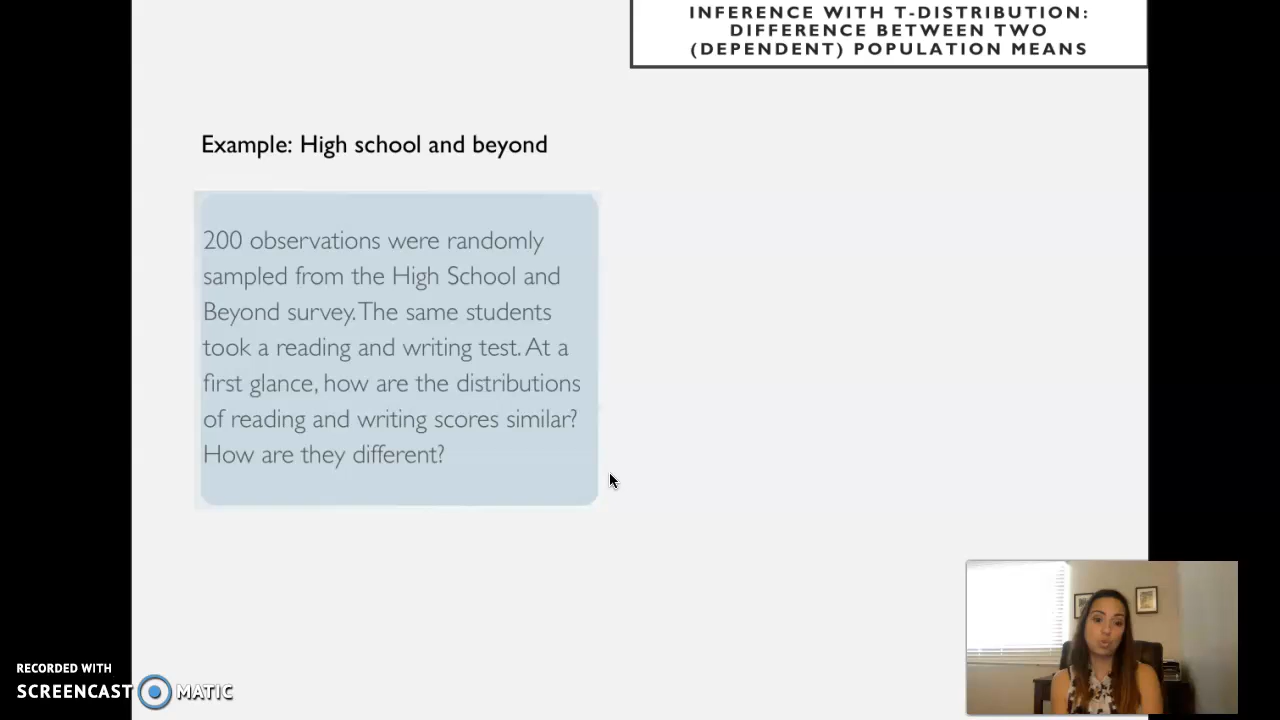 INFERENCE WITH T-DISTRIBUTION:
DIFFERENCE BETWEEN TWO
(DEPENDENT) POPULATION MEANS
Example: High school and beyond
200 observations were randomly
sampled from the High School and
Beyond survey. The same students
took a reading and writing test. At a
first glance, how are the distributions
of reading and writing scores similar?
How are they different?
RECORDED WITH
SCREENCAST MATIC